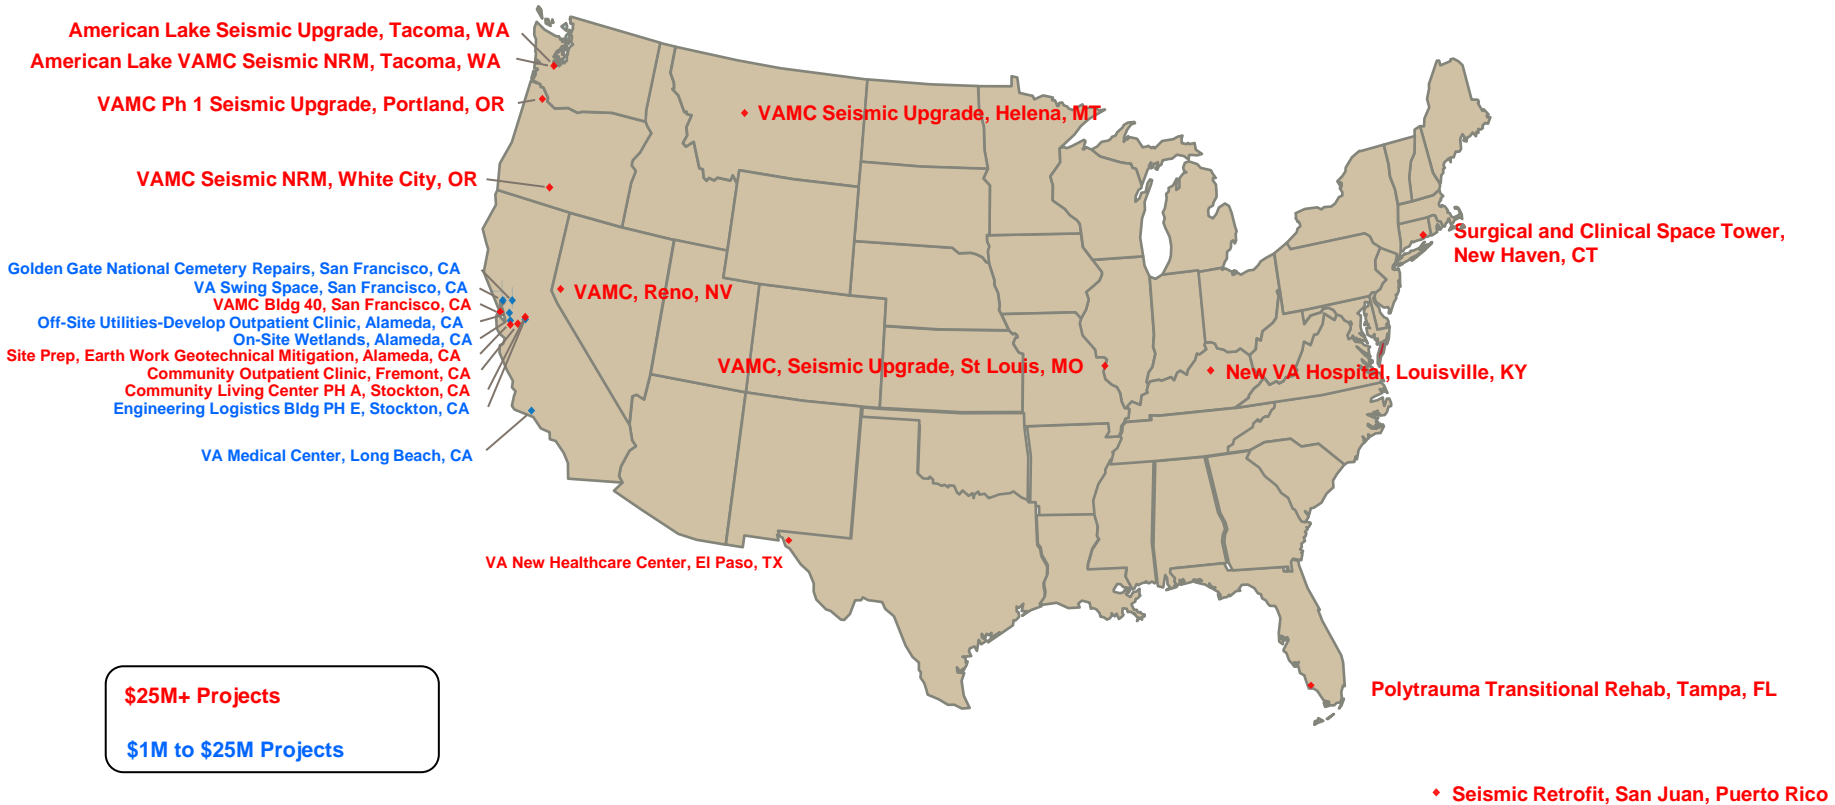 American Lake Seismic Upgrade, Tacoma, WA
American Lake VAMC Seismic NRM, Tacoma, WA
VAMC Ph 1 Seismic Upgrade, Portland, OR
VAMC Seismic Upgrade, Helena, MT
VAMC Seismic NRM, White City, OR
Surgical and Clinical Space Tower,
New Haven, CT
Golden Gate National Cemetery Repairs, San Francisco, CA
VA Swing Space, San Francisco, CA
VAMC, Reno, NV
VAMC Bldg 40, San Francisco, CA
Off-Site Utilities-Develop Outpatient Clinic, Alameda, CA
On-Site Wetlands, Alameda, CA
Site Prep, Earth Work Geotechnical Mitigation, Alameda, CA
VAMC, Seismic Upgrade, St Louis, MO
New VA Hospital, Louisville, KY
Community Outpatient Clinic, Fremont, CA
Community Living Center PH A, Stockton, CA
Engineering Logistics Bldg PH E, Stockton, CA
VA Medical Center, Long Beach, CA
VA New Healthcare Center, El Paso, TX
Polytrauma Transitional Rehab, Tampa, FL
$25M+ Projects
$1M to $25M Projects
Seismic Retrofit, San Juan, Puerto Rico